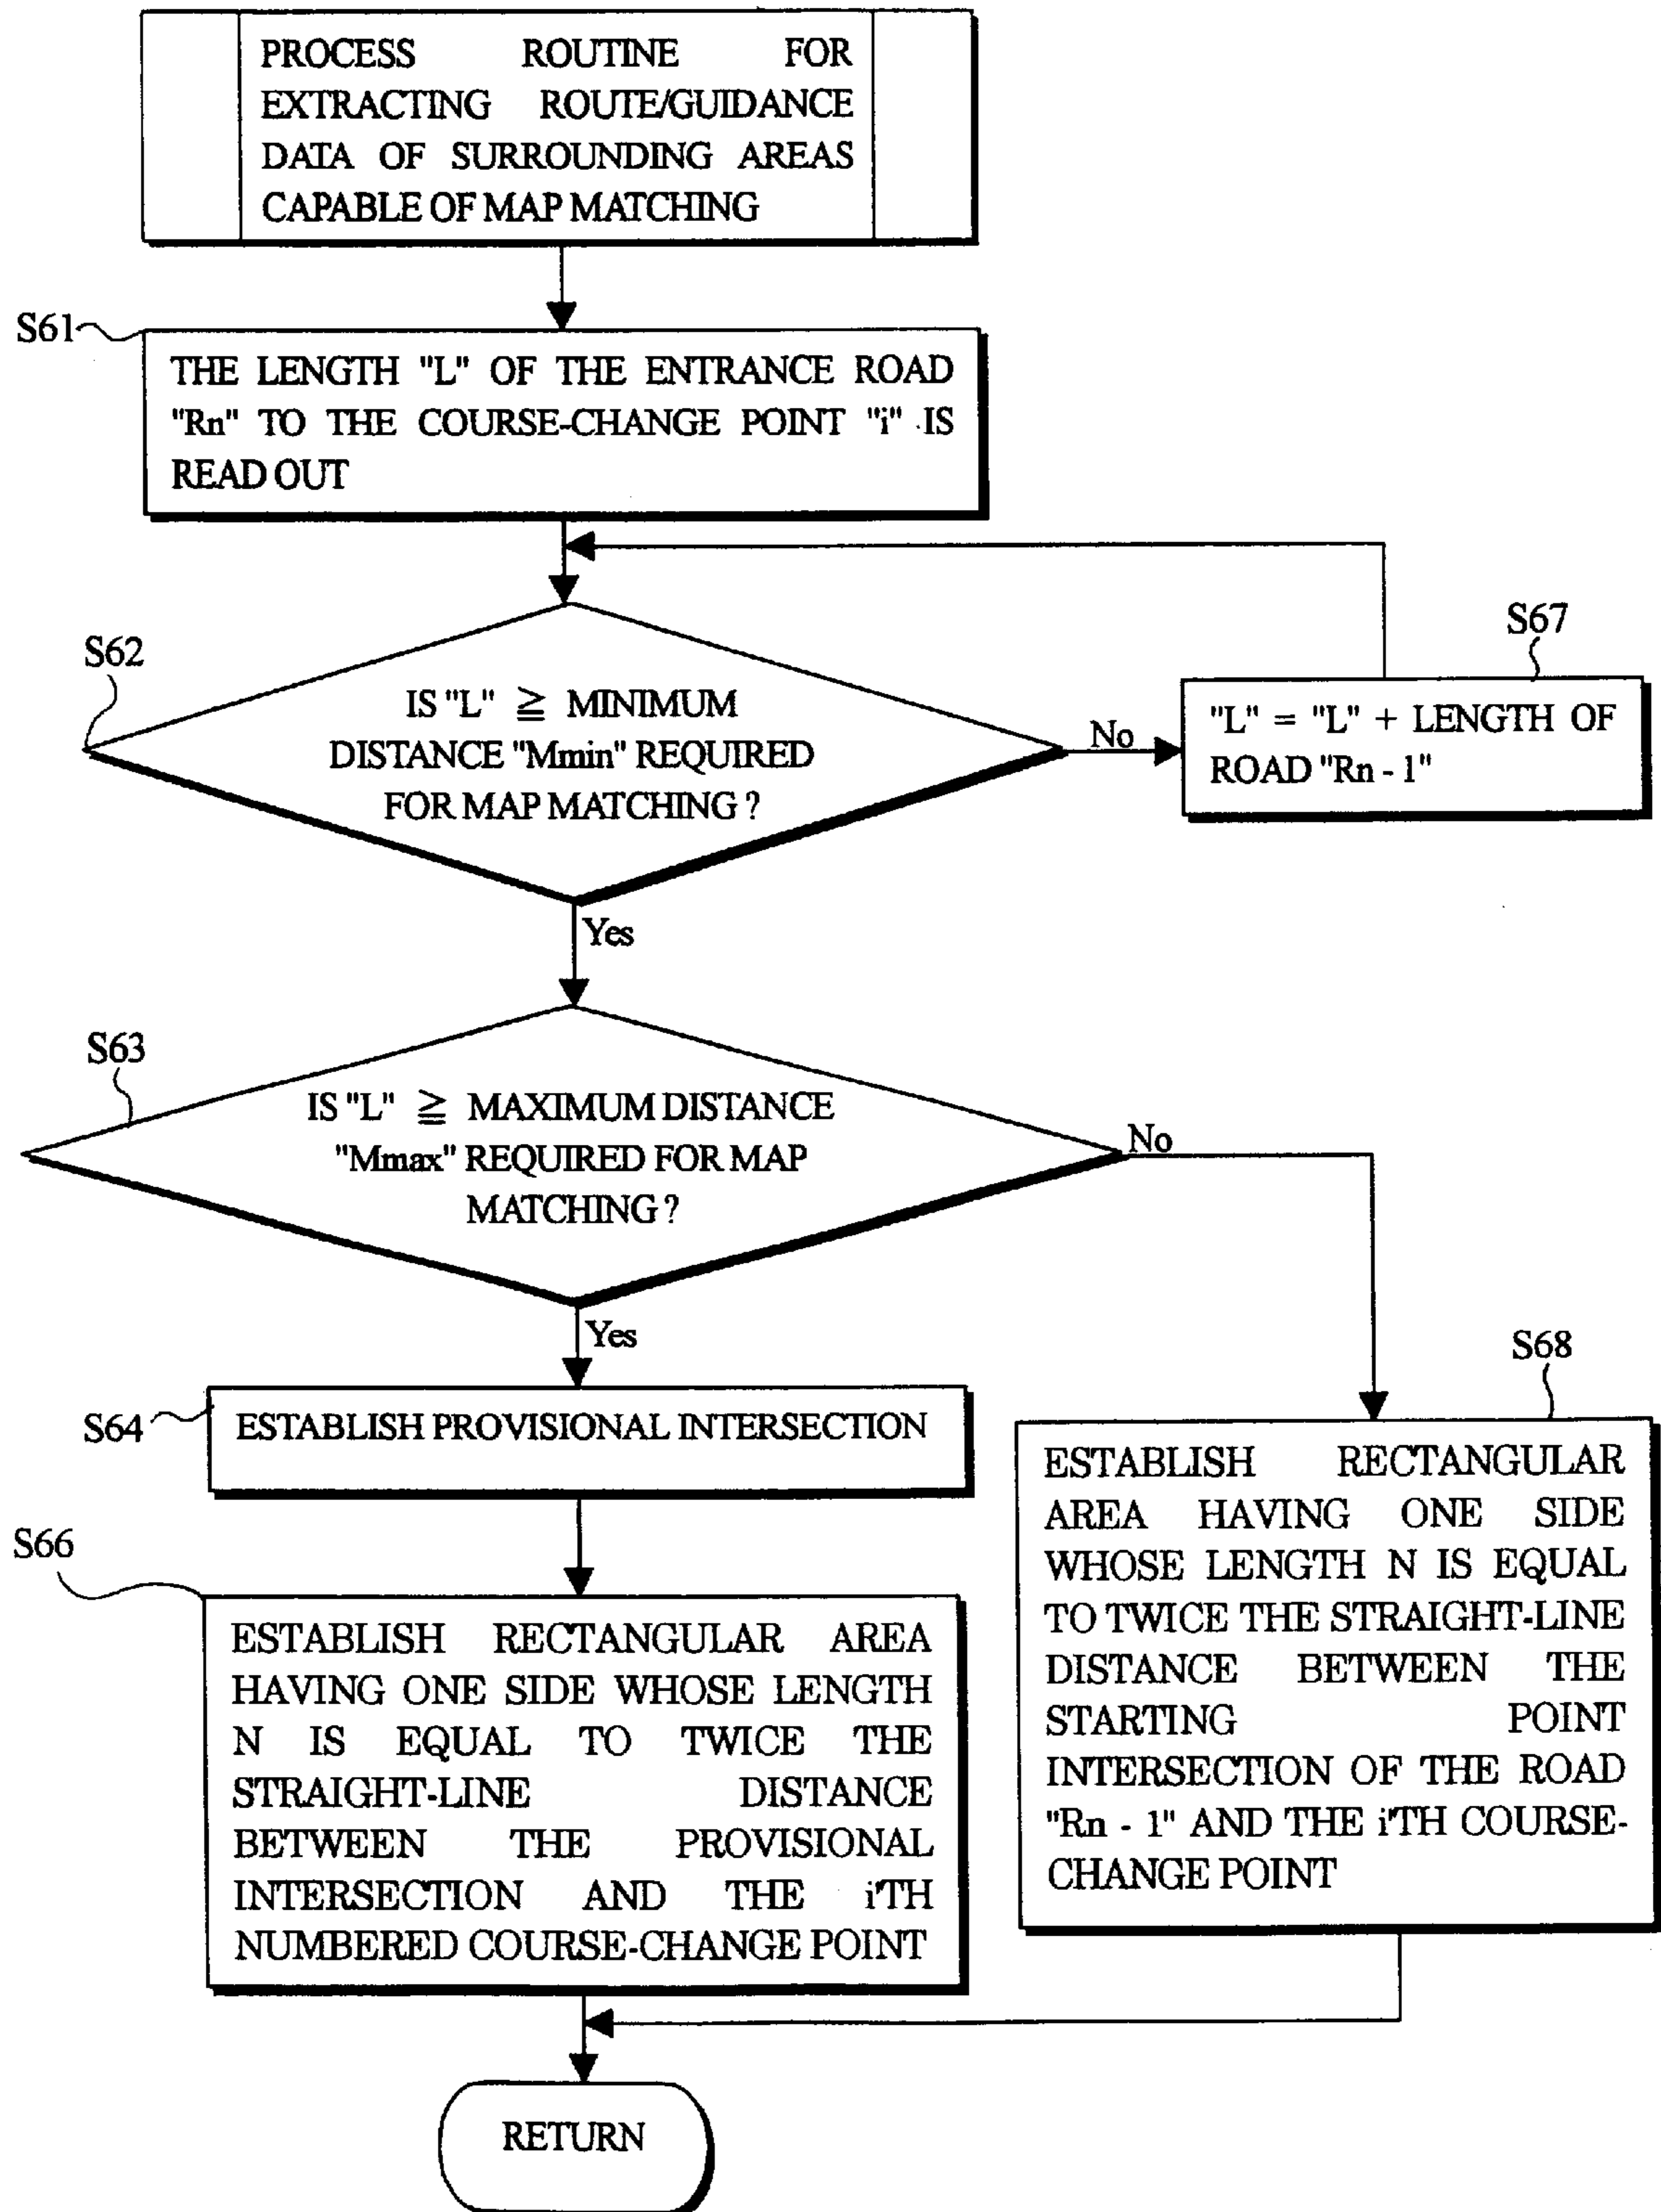 PROCESS ROUTINE FOR
EXTRACTING ROUTE/GUIDANCE
DATA OF SURROUNDING AREAS
CAPABLE OF MAP MATCHING
S61
THE LENGTH "L" OF THE ENTRANCE ROAD
"Rn" TO THE COURSE-CHANGE POINT "i" IS
READ OUT
S62
IS "L" ≧ MINIMUM
DISTANCE "Mmin" REQUIRED
FOR MAP MATCHING ?
No
S67
"L" = "L" + LENGTH OF
ROAD "Rn - 1"
Yes
S63
IS "L" ≧ MAXIMUM DISTANCE
"Mmax" REQUIRED FOR MAP
MATCHING ?
No
Yes
S64
ESTABLISH PROVISIONAL INTERSECTION
S66
ESTABLISH RECTANGULAR AREA
HAVING ONE SIDE WHOSE LENGTH
N IS EQUAL TO TWICE THE
STRAIGHT-LINE DISTANCE
BETWEEN THE PROVISIONAL
INTERSECTION AND THE i'TH
NUMBERED COURSE-CHANGE POINT
S68
ESTABLISH RECTANGULAR
AREA HAVING ONE SIDE
WHOSE LENGTH N IS EQUAL
TO TWICE THE STRAIGHT-LINE
DISTANCE BETWEEN THE
STARTING POINT
INTERSECTION OF THE ROAD
"Rn - 1" AND THE i'TH COURSE-
CHANGE POINT
RETURN